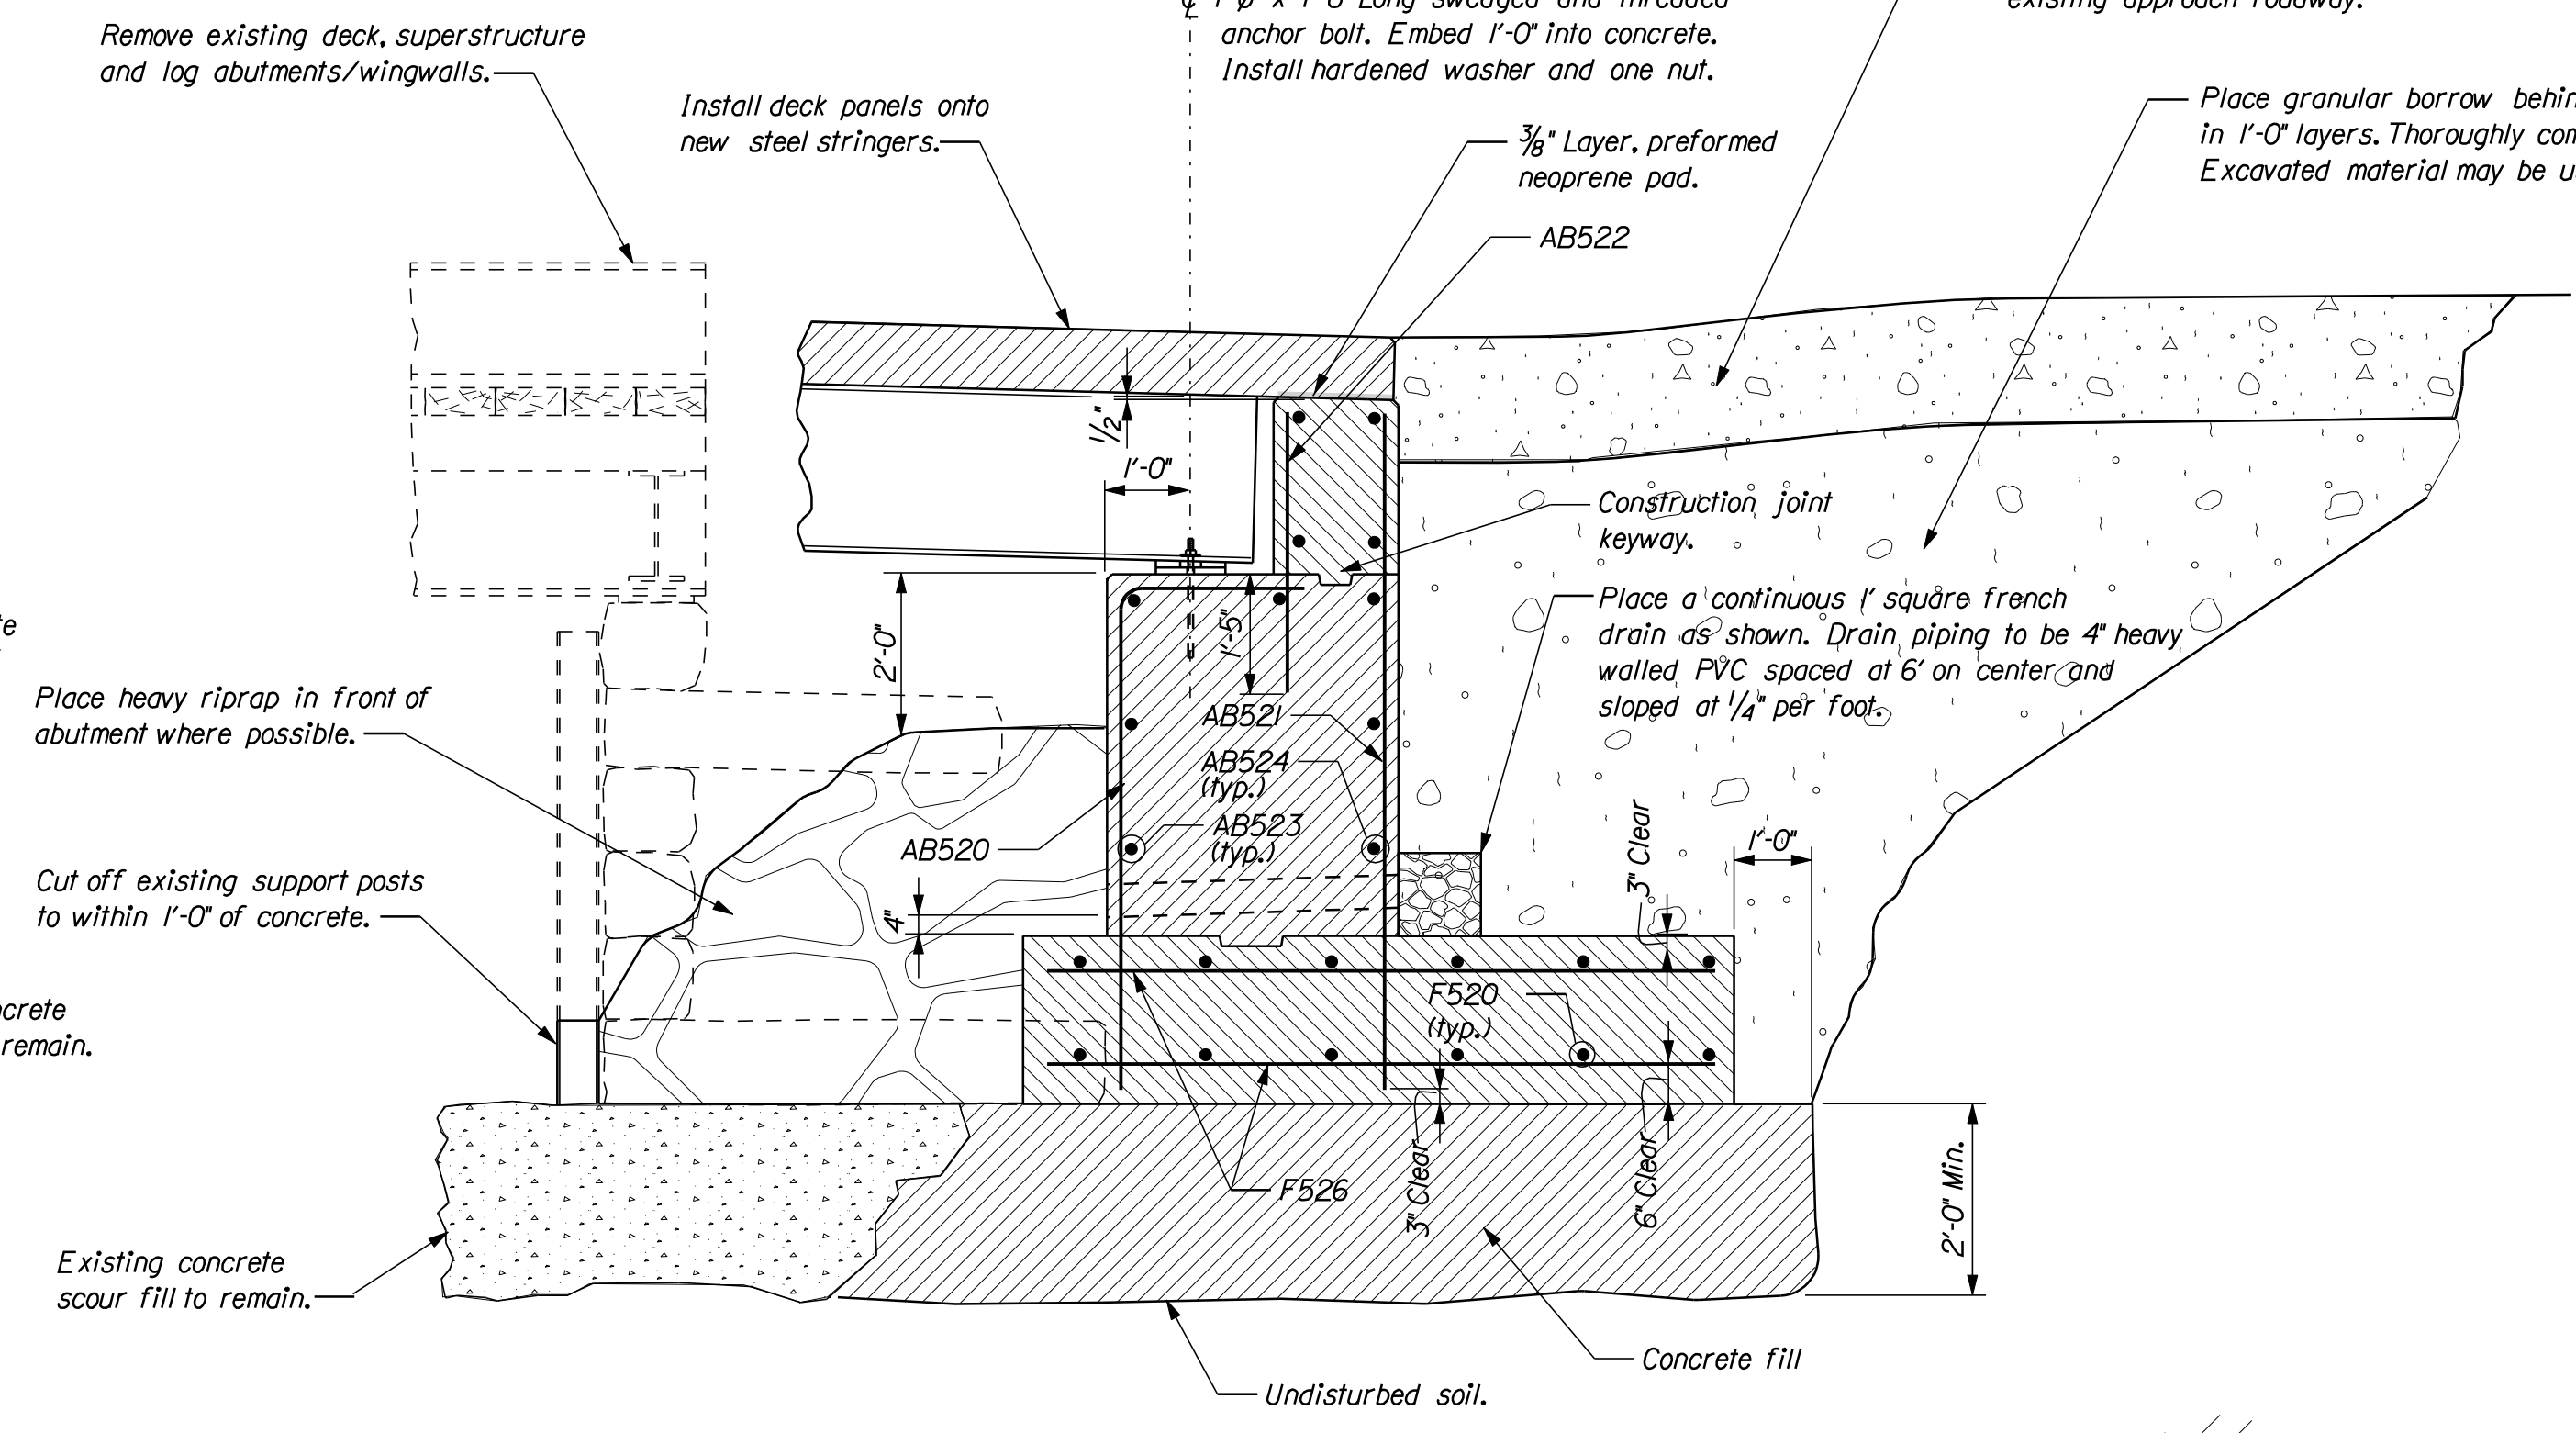 Remove existing deck, superstructure
and log abutments/wingwalls.
Install deck panels onto
new steel stringers.
anchor bolt. Embed 1'-0" into concrete.
Install hardened washer and one nut.
existing approach roadway.
3/8" Layer, preformed
neoprene pad.
AB522
Place granular borrow
in 1'-0" layers. Thoroughly
Excavated material may be
1/2"
1'-0"
Construction joint
keyway.
Place a continuous 1' square french
drain as shown. Drain piping to be 4" heavy
walled PVC spaced at 6' on center and
sloped at 1/4" per foot.
2'-0"
1'-5"
Place heavy riprap in front of
abutment where possible.
AB521
AB524
(typ.)
AB523
(typ.)
AB520
3" Clear
1'-0"
Cut off existing support posts
to within 1'-0" of concrete.
4"
F520
(typ.)
remain.
F526
3" Clear
6" Clear
2'-0" Min.
Existing concrete
scour fill to remain.
Concrete fill
Undisturbed soil.